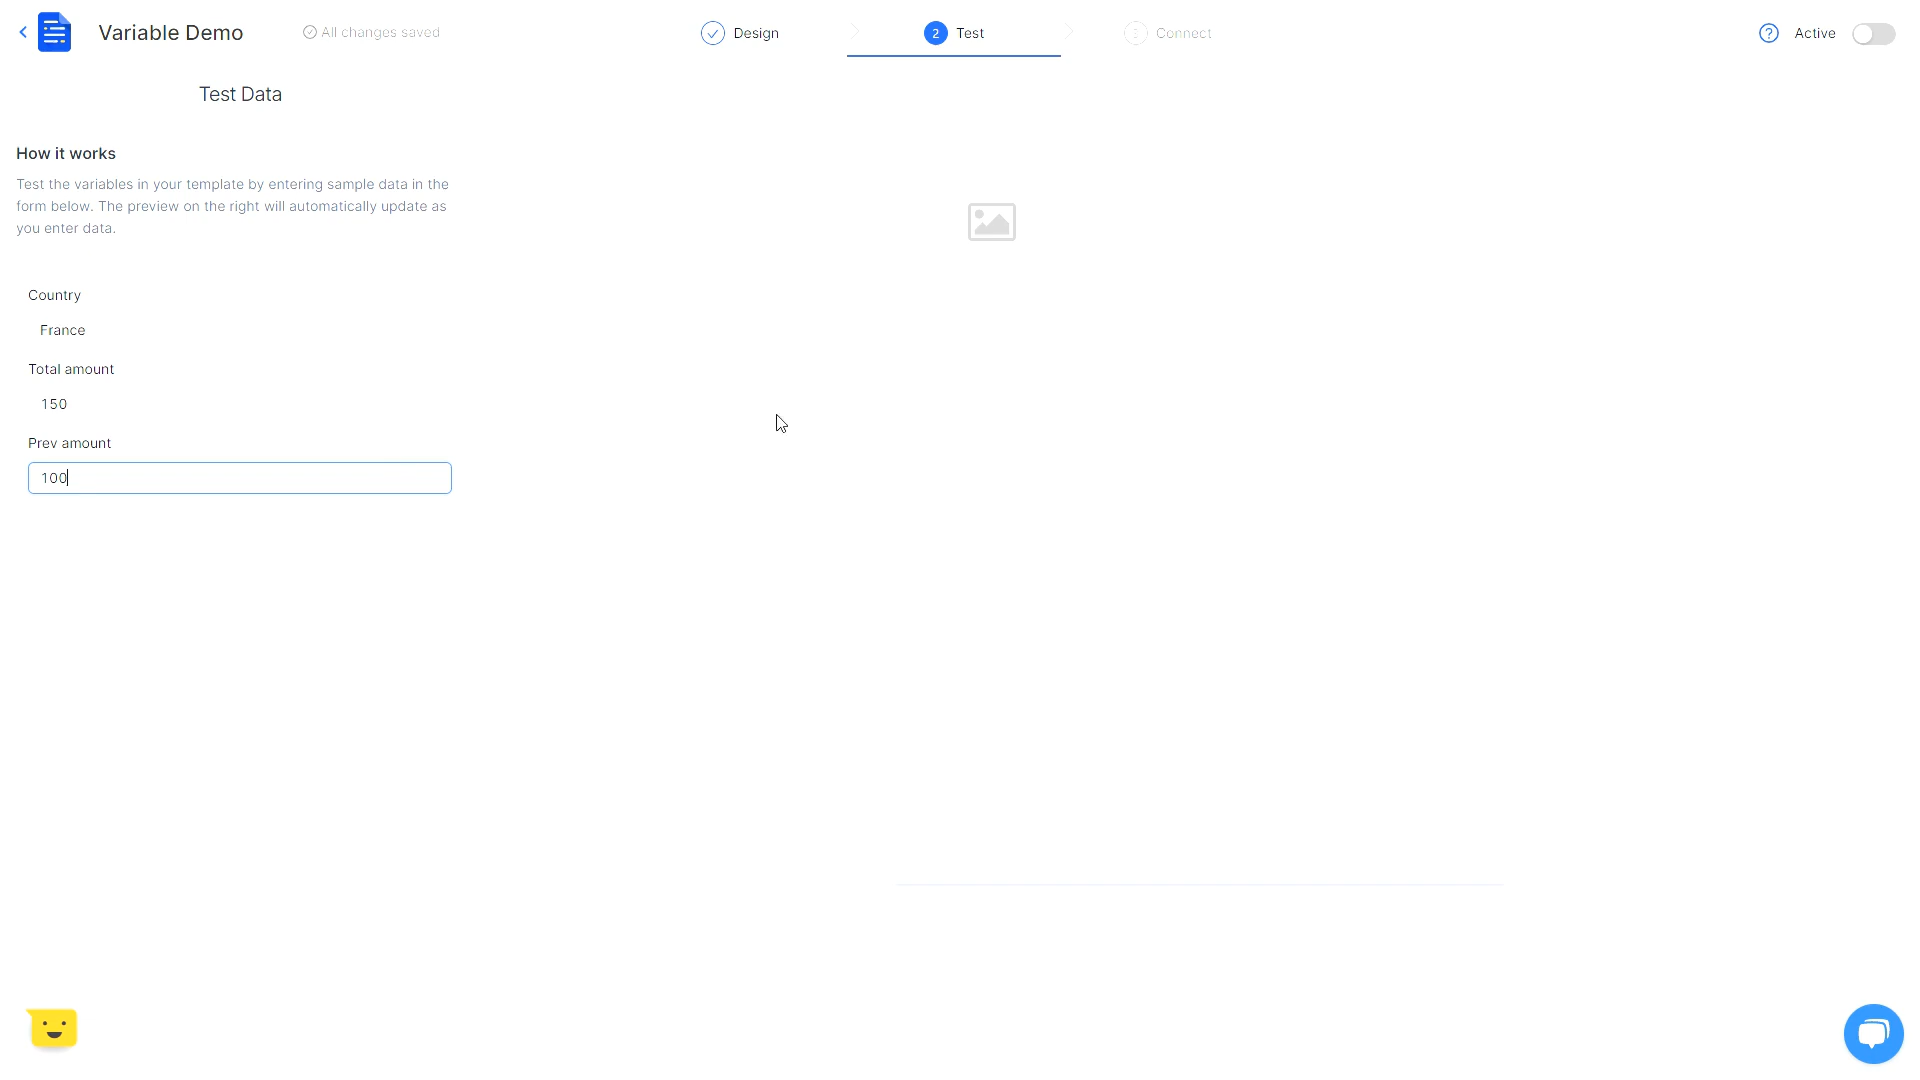 Variable Demo
All changes saved
Design
2 Test
Connect
? Active
Test Data
How it works
Test the variables in your template by entering sample data in the
form below. The preview on the right will automatically update as
you enter data.
Country
France
Total amount
150
Prev amount
100